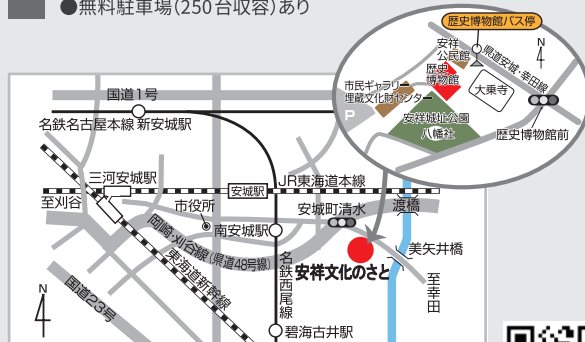 ●無料駐車場(250台収容)あり
歴史博物館バス停
安祥
公民館
歴史
博物館
県道安城・幸田線
N
市民ギャラリー
埋蔵文化財センター
大乗寺
P
安祥城址公園
八幡社
歴史博物館前
国道1号
名鉄名古屋本線 新安城駅
三河安城駅
安城駅
JR東海道本線
至刈谷
市役所
安城町清水
渡橋
岡崎・刈谷線(県道48号線)
南安城駅
東海道新幹線
名鉄西尾線
安祥文化のさと
美矢井橋
至幸田
国道23号
N
碧海古井駅